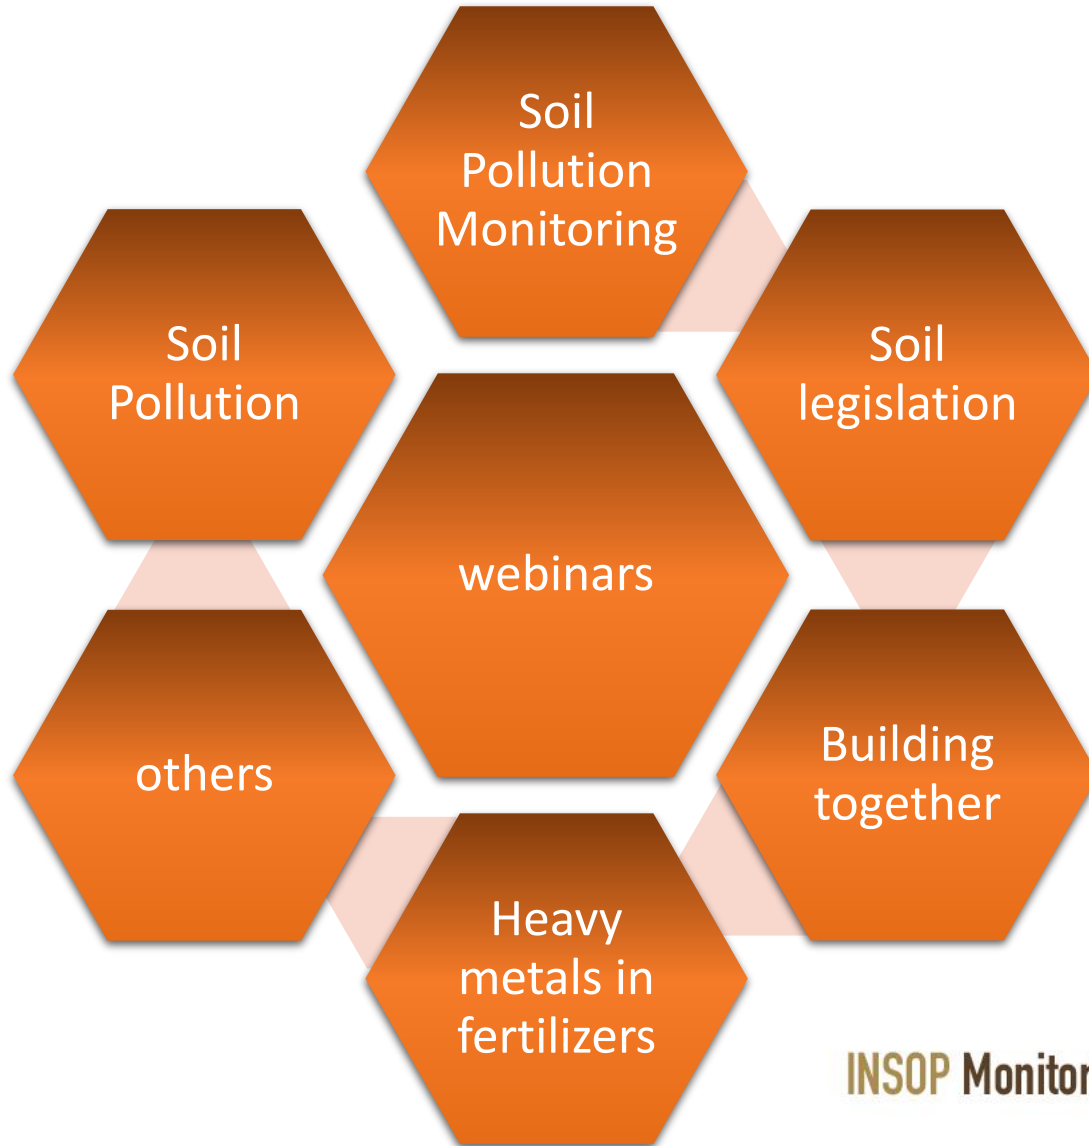 Soil
Pollution
Monitoring
Soil
legislation
Building
together
Heavy
metals in
fertilizers
others
Soil
Pollution
webinars
INSOP Monitor